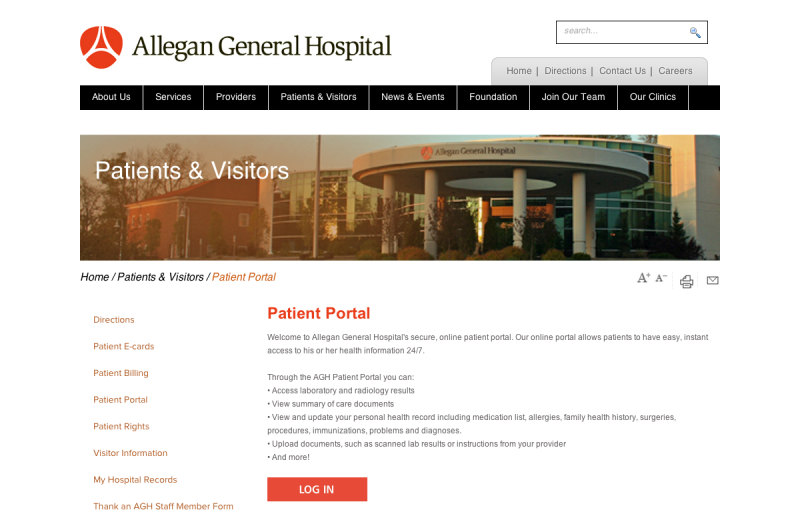 Allegan General Hospital
search...
Home | Directions | Contact Us | Careers
About Us Services Providers Patients & Visitors News & Events Foundation Join Our Team Our Clinics
Allegan General Hospital
Patients & Visitors
Home / Patients & Visitors / Patient Portal
A+ A-
Directions
Patient E-cards
Patient Billing
Patient Portal
Patient Rights
Visitor Information
My Hospital Records
Thank an AGH Staff Member Form
Patient Portal
Welcome to Allegan General Hospital's secure, online patient portal. Our online portal allows patients to have easy, instant
access to his or her health information 24/7.
Through the AGH Patient Portal you can:
• Access laboratory and radiology results
• View summary of care documents
• View and update your personal health record including medication list, allergies, family health history, surgeries,
procedures, immunizations, problems and diagnoses.
• Upload documents, such as scanned lab results or instructions from your provider
• And more!
LOG IN